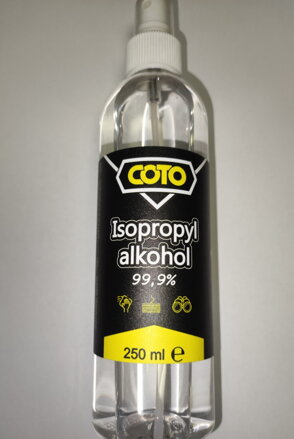 COTO
Isopropyl
alkohol
99,9%
250 ml ℮